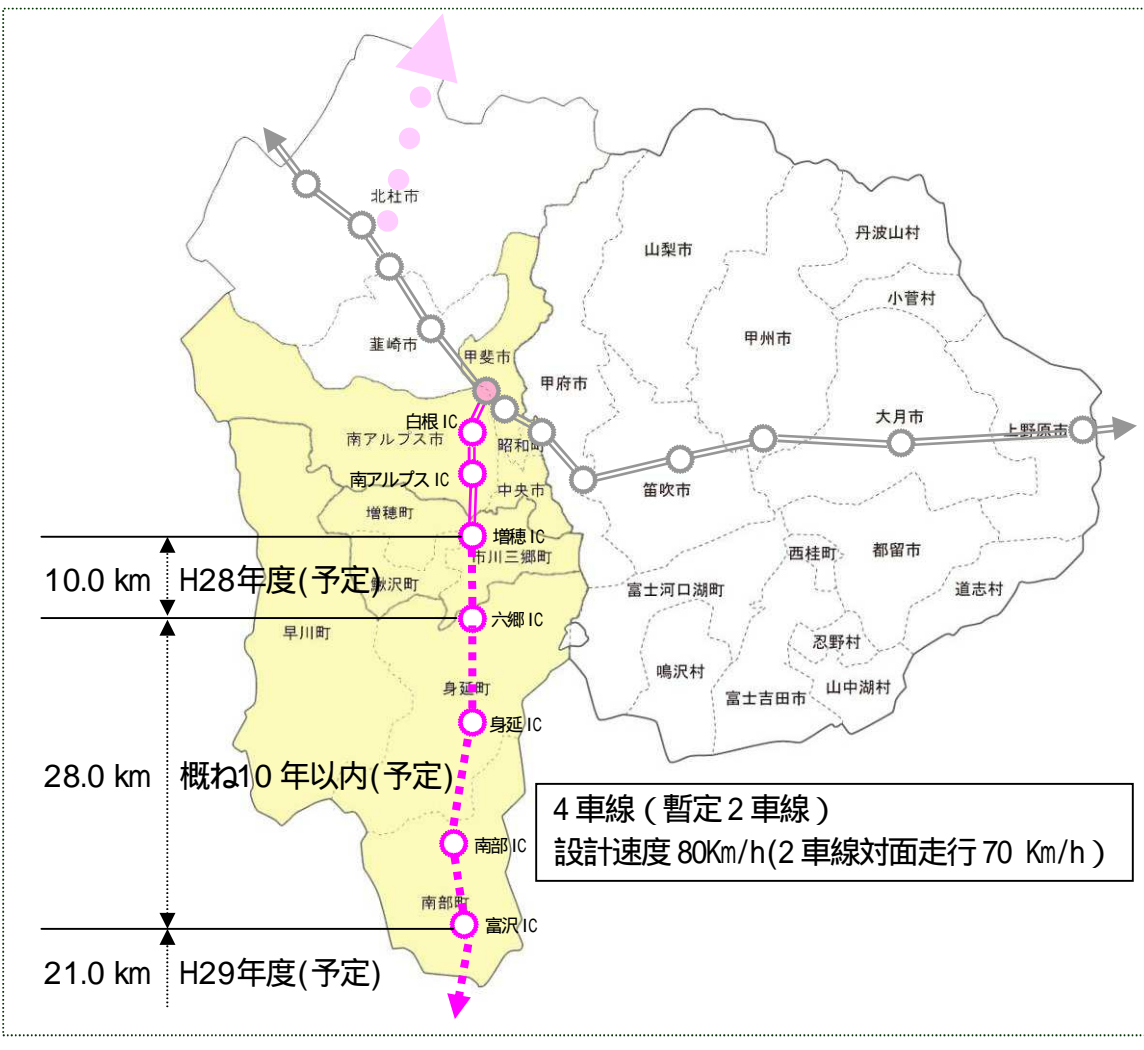 北杜市
丹波山村
山梨市
小菅村
韮崎市
甲斐市
甲州市
甲府市
白根 IC
大月市
上野原市
南アルプス市
昭和町
南アルプス IC
中央市
笛吹市
増穂町
増穂 IC
市川三郷町
西桂町
都留市
10.0 km
H28年度(予定)
鰍沢町
富士河口湖町
道志村
六郷 IC
早川町
忍野村
鳴沢村
身延町
富士吉田市
山中湖村
身延 IC
28.0 km
概ね10 年以内(予定)
4 車線(暫定 2 車線)
設計速度 80Km/h(2 車線対面走行 70 Km/h)
南部 IC
南部町
富沢 IC
21.0 km
H29年度(予定)